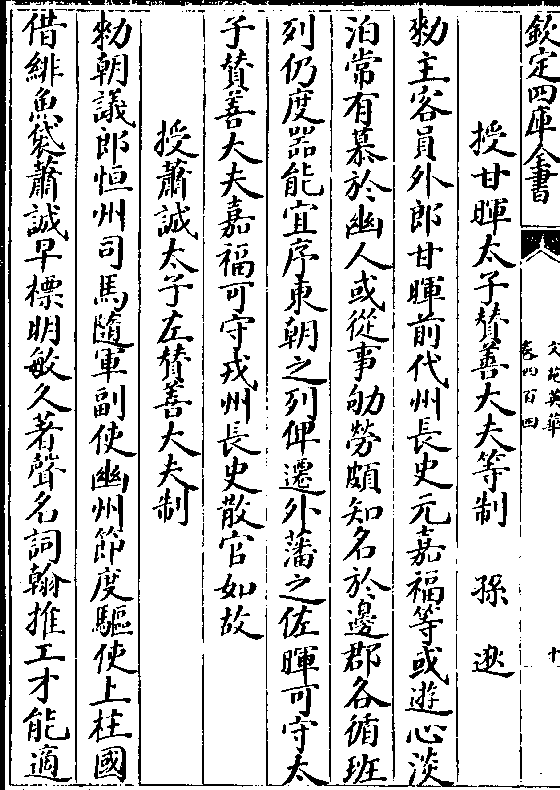 欽定四庫全書
文苑英華
卷四百四
十
授甘暉太子賛善大夫等制 孫逖
勑主客員外郎甘暉前代州長史元嘉福等或遊心淡
泊常有慕於幽人或從事劬勞頗知名於邊郡各循班
列仍度器能宜序東朝之列俾遷外藩之佐暉可守太
子賛善大夫嘉福可守戎州長史散官如故
授蕭誠太子左賛善大夫制
勑朝議郎恒州司馬隨軍副使幽州節度驅使上柱國
借緋魚袋蕭誠早標明敏久著聲名詞翰推工才能適